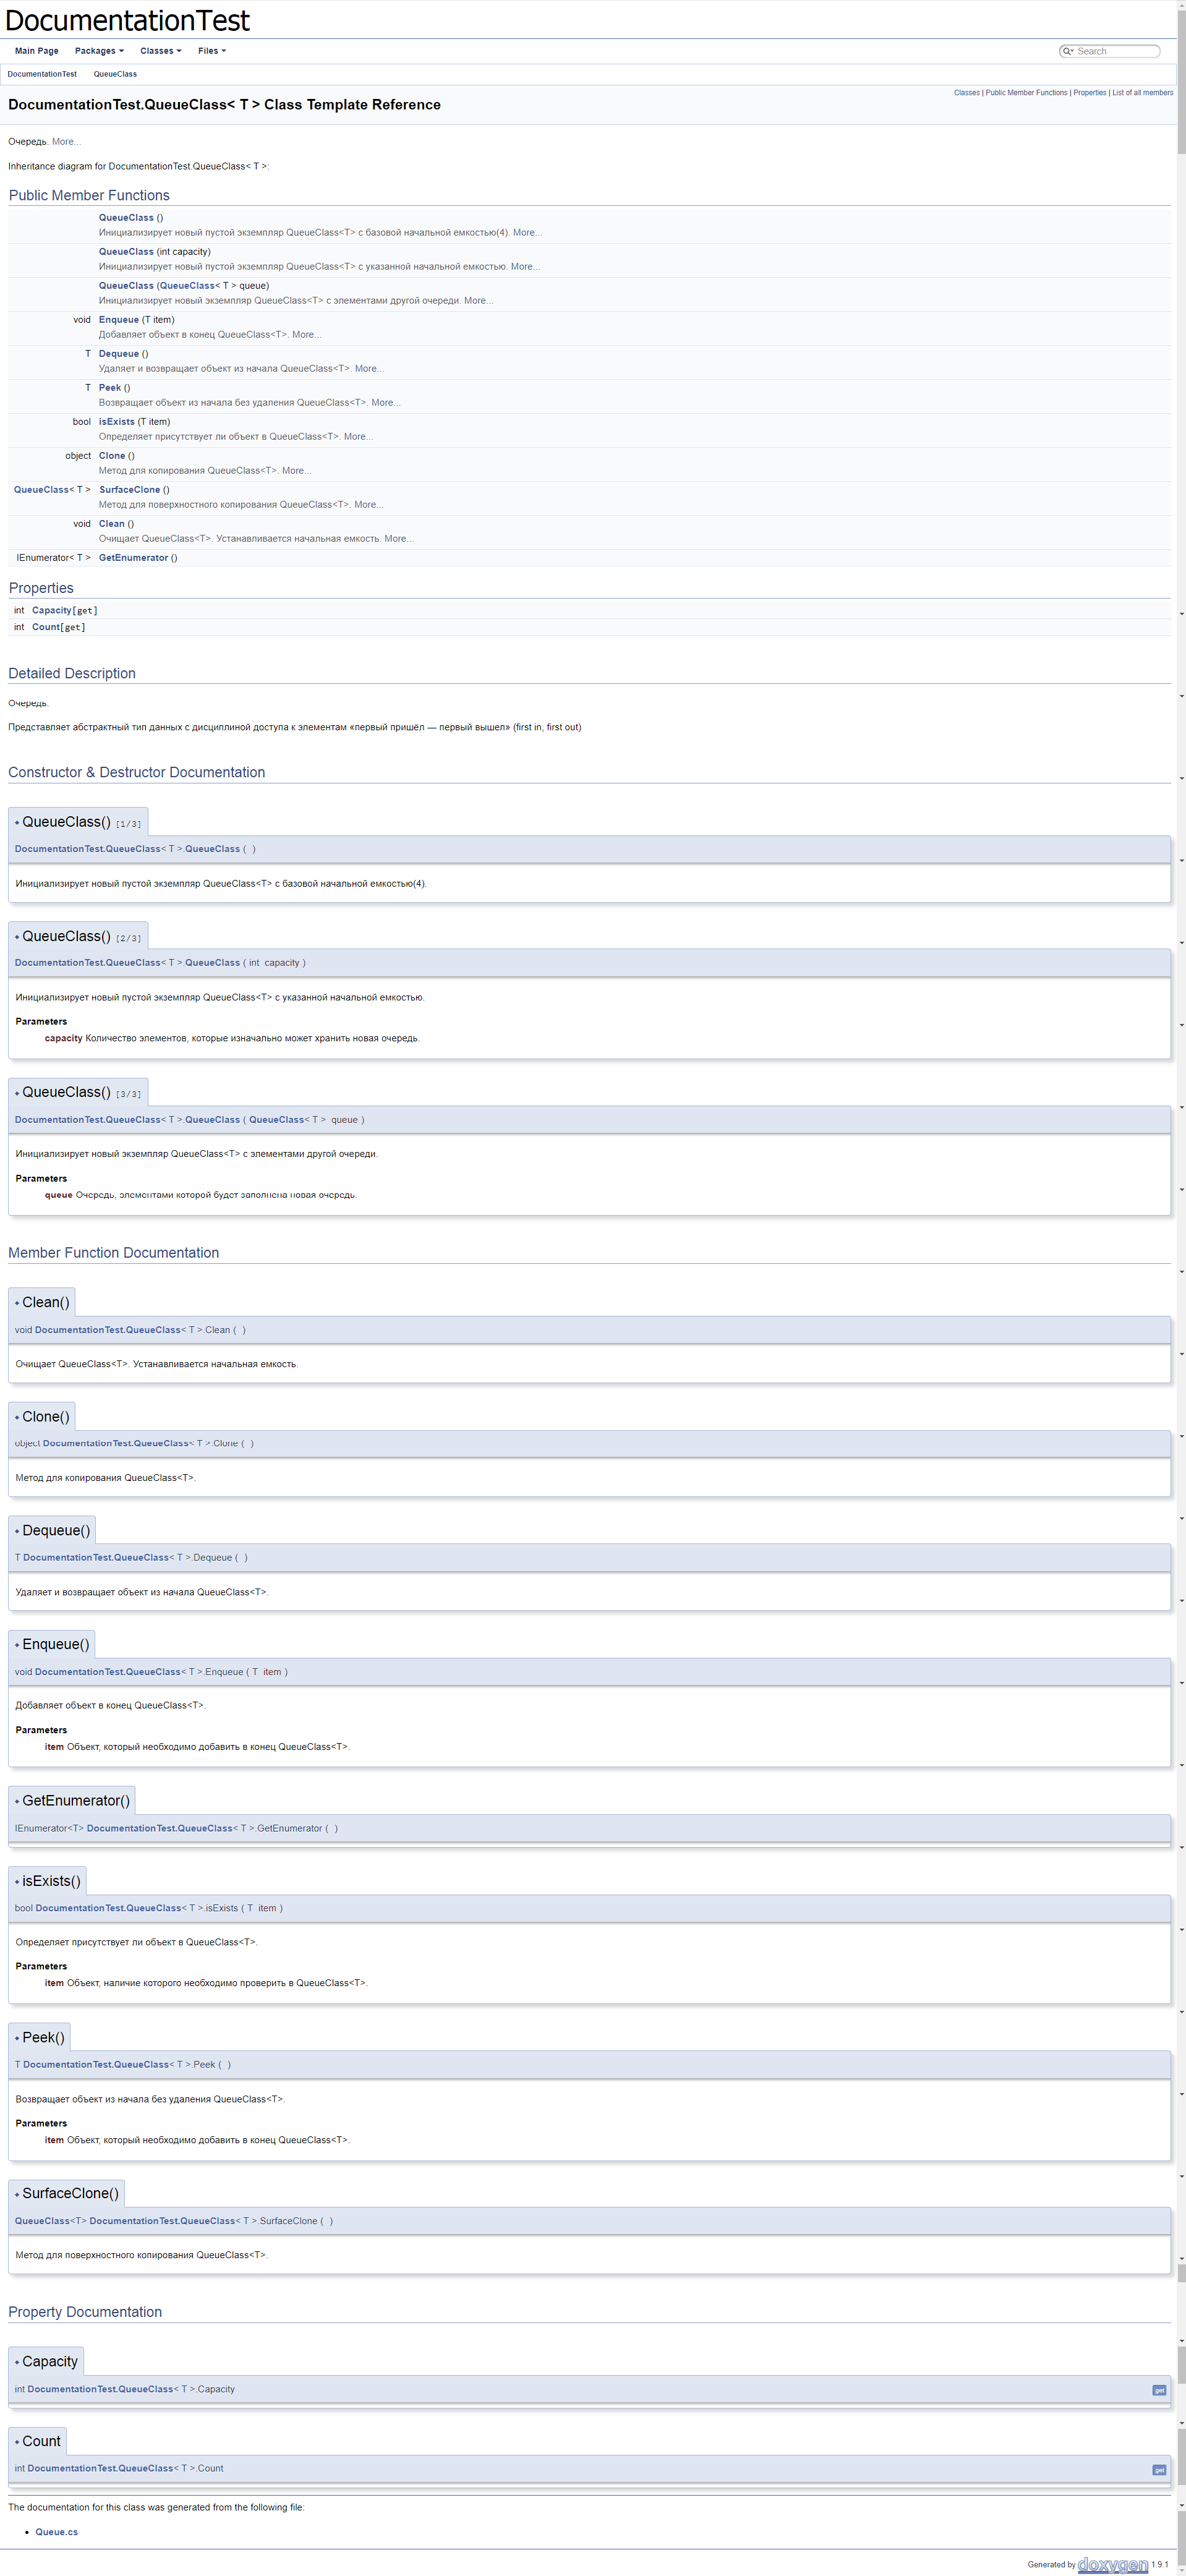 DocumentationTest
Main Page Packages Classes Files Search
DocumentationTest QueueClass
Classes | Public Member Functions | Properties | List of all members
DocumentationTest.QueueClass< T > Class Template Reference
Очередь. More...
Inheritance diagram for DocumentationTest.QueueClass< T >:
Public Member Functions
QueueClass ()
Инициализирует новый пустой экземпляр QueueClass<T> с базовой начальной емкостью(4). More...
QueueClass (int capacity)
Инициализирует новый пустой экземпляр QueueClass<T> с указанной начальной емкостью. More...
QueueClass (QueueClass< T > queue)
Инициализирует новый экземпляр QueueClass<T> с элементами другой очереди. More...
void Enqueue (T item)
Добавляет объект в конец QueueClass<T>. More...
T Dequeue ()
Удаляет и возвращает объект из начала QueueClass<T>. More...
T Peek ()
Возвращает объект из начала без удаления QueueClass<T>. More...
bool isExists (T item)
Определяет присутствует ли объект в QueueClass<T>. More...
object Clone ()
Метод для копирования QueueClass<T>. More...
QueueClass< T > SurfaceClone ()
Метод для поверхностного копирования QueueClass<T>. More...
void Clean ()
Очищает QueueClass<T>. Устанавливается начальная емкость. More...
IEnumerator< T > GetEnumerator ()
Properties
int Capacity[get]
int Count[get]
Detailed Description
Очередь.
Представляет абстрактный тип данных с дисциплиной доступа к элементам «первый пришёл — первый вышел» (first in, first out)
Constructor & Destructor Documentation
QueueClass() [1/3]
DocumentationTest.QueueClass< T >.QueueClass ( )
Инициализирует новый пустой экземпляр QueueClass<T> с базовой начальной емкостью(4).
QueueClass() [2/3]
DocumentationTest.QueueClass< T >.QueueClass ( int capacity )
Инициализирует новый пустой экземпляр QueueClass<T> с указанной начальной емкостью.
Parameters
capacity Количество элементов, которые изначально может хранить новая очередь.
QueueClass() [3/3]
DocumentationTest.QueueClass< T >.QueueClass ( QueueClass< T > queue )
Инициализирует новый экземпляр QueueClass<T> с элементами другой очереди.
Parameters
queue Очередь, элементами которой будет заполнена новая очередь.
Member Function Documentation
Clean()
void DocumentationTest.QueueClass< T >.Clean ( )
Очищает QueueClass<T>. Устанавливается начальная емкость.
Clone()
object DocumentationTest.QueueClass< T >.Clone ( )
Метод для копирования QueueClass<T>.
Dequeue()
T DocumentationTest.QueueClass< T >.Dequeue ( )
Удаляет и возвращает объект из начала QueueClass<T>.
Enqueue()
void DocumentationTest.QueueClass< T >.Enqueue ( T item )
Добавляет объект в конец QueueClass<T>.
Parameters
item Объект, который необходимо добавить в конец QueueClass<T>.
GetEnumerator()
IEnumerator<T> DocumentationTest.QueueClass< T >.GetEnumerator ( )
isExists()
bool DocumentationTest.QueueClass< T >.isExists ( T item )
Определяет присутствует ли объект в QueueClass<T>.
Parameters
item Объект, наличие которого необходимо проверить в QueueClass<T>.
Peek()
T DocumentationTest.QueueClass< T >.Peek ( )
Возвращает объект из начала без удаления QueueClass<T>.
Parameters
item Объект, который необходимо добавить в конец QueueClass<T>.
SurfaceClone()
QueueClass<T> DocumentationTest.QueueClass< T >.SurfaceClone ( )
Метод для поверхностного копирования QueueClass<T>.
Property Documentation
Capacity
int DocumentationTest.QueueClass< T >.Capacity get
Count
int DocumentationTest.QueueClass< T >.Count get
The documentation for this class was generated from the following file:
• Queue.cs
Generated by doxygen 1.9.1